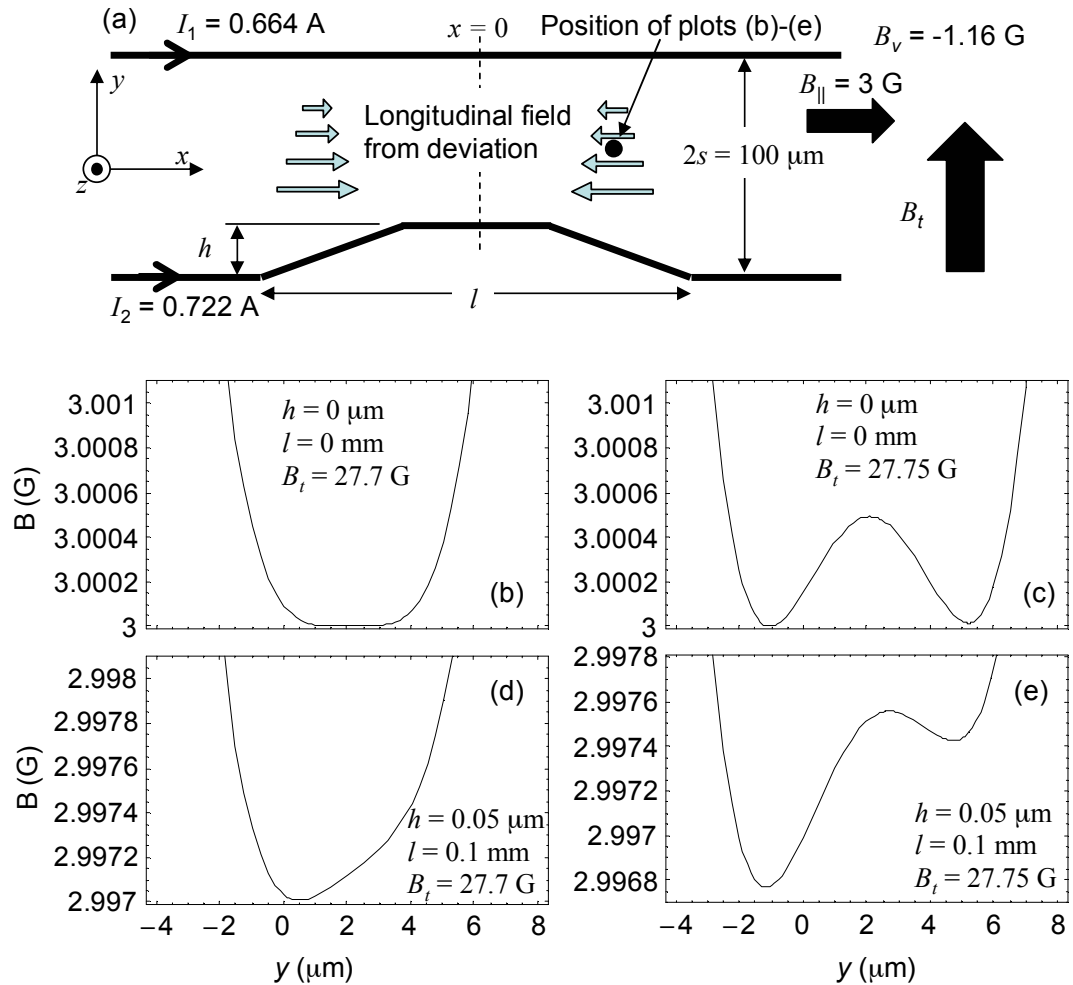 (a)
I₁ = 0.664 A
x = 0
Position of plots (b)-(e)
Bᵥ = -1.16 G
B|| = 3 G
y
x
z
Longitudinal field
from deviation
2s = 100 μm
Bₜ
h
l
I₂ = 0.722 A
B (G)
3.001
3.0008
3.0006
3.0004
3.0002
3
h = 0 μm
l = 0 mm
Bₜ = 27.7 G
(b)
3.001
3.0008
3.0006
3.0004
3.0002
3
h = 0 μm
l = 0 mm
Bₜ = 27.75 G
(c)
B (G)
2.998
2.9978
2.9976
2.9974
2.9972
2.997
(d)
h = 0.05 μm
l = 0.1 mm
Bₜ = 27.7 G
−4 −2 0 2 4 6 8
y (μm)
2.9978
2.9976
2.9974
2.9972
2.997
2.9968
(e)
h = 0.05 μm
l = 0.1 mm
Bₜ = 27.75 G
−4 −2 0 2 4 6 8
y (μm)